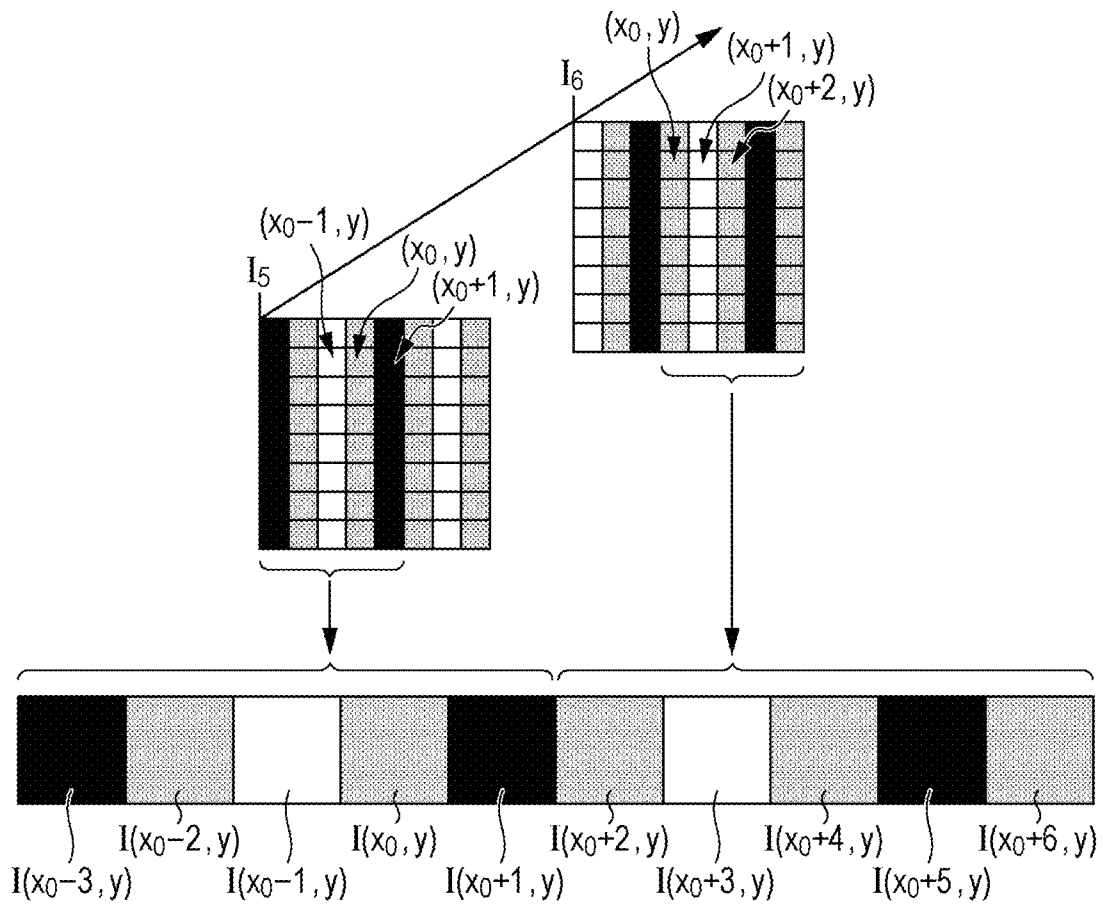 (x₀, y)
(x₀+1, y)
I₆
(x₀+2, y)
(x₀−1, y)
(x₀, y)
I₅
(x₀+1, y)
I(x₀−2, y) I(x₀, y) I(x₀+2, y) I(x₀+4, y) I(x₀+6, y)
I(x₀−3, y) I(x₀−1, y) I(x₀+1, y) I(x₀+3, y) I(x₀+5, y)